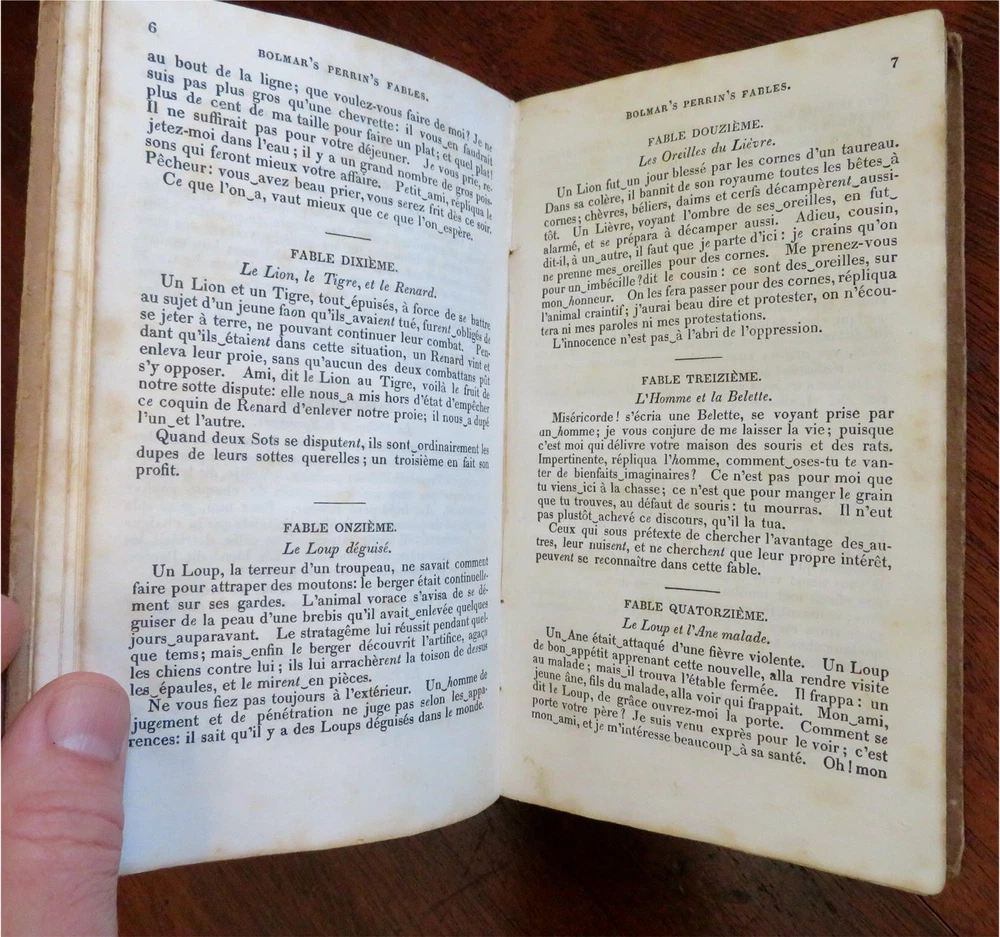 6
BOLMAR'S PERRIN'S FABLES.
au bout de la ligne; que voulez-vous faire de moi? Je ne
suis pas plus gros qu'une chevrette: il vous‿en faudrait
plus de cent de ma taille pour faire un plat; et quel plat!
Il ne suffirait pas pour votre déjeuner. Je vous prie, re-
jetez-moi dans l'eau; il y a un grand nombre de gros pois-
sons qui feront mieux votre affaire. Petit‿ami, répliqua le
Pêcheur: vous‿avez beau prier, vous serez frit dès ce soir.
Ce que l'on‿a, vaut mieux que ce que l'on‿espère.
FABLE DIXIÈME.
Le Lion, le Tigre, et le Renard.
Un Lion et un Tigre, tout‿épuisés, à force de se battre
au sujet d'un jeune faon qu'ils‿avaient tué, furent‿obligés de
se jeter à terre, ne pouvant continuer leur combat. Pen-
dant qu'ils‿étaient dans cette situation, un Renard vint et
enleva leur proie, sans qu'aucun des deux combattans pût
s'y opposer. Ami, dit le Lion au Tigre, voilà le fruit de
notre sotte dispute: elle nous‿a mis hors d'état d'empêcher
ce coquin de Renard d'enlever notre proie; il nous‿a dupé
l'un‿et l'autre.
Quand deux Sots se disputent, ils sont‿ordinairement les
dupes de leurs sottes querelles; un troisième en fait son
profit.
FABLE ONZIÈME.
Le Loup déguisé.
Un Loup, la terreur d'un troupeau, ne savait comment
faire pour attraper des moutons: le berger était continuelle-
ment sur ses gardes. L'animal vorace s'avisa de se dé-
guiser de la peau d'une brebis qu'il avait‿enlevée quelques
jours‿auparavant. Le stratagême lui réussit pendant quel-
que tems; mais‿enfin le berger découvrit l'artifice, agaça
les chiens contre lui; ils lui arrachèrent la toison de dessus
les‿épaules, et le mirent‿en pièces.
Ne vous fiez pas toujours à l'extérieur. Un‿homme de
jugement et de pénétration ne juge pas selon les‿appa-
rences: il sait qu'il y a des Loups déguisés dans le monde.
7
BOLMAR'S PERRIN'S FABLES.
FABLE DOUZIÈME.
Les Oreilles du Lièvre.
Un Lion fut‿un jour blessé par les cornes d'un taureau.
Dans sa colère, il bannit de son royaume toutes les bêtes‿à
cornes; chèvres, béliers, daims et cerfs décampèrent‿aussi-
tôt. Un Lièvre, voyant l'ombre de ses‿oreilles, en fut‿
alarmé, et se prépara à décamper aussi. Adieu, cousin,
dit-il, à un‿autre, il faut que je parte d'ici: je crains qu'on
ne prenne mes‿oreilles pour des cornes. Me prenez-vous
pour un‿imbécille? dit le cousin: ce sont des‿oreilles, sur
mon‿honneur. On les fera passer pour des cornes, répliqua
l'animal craintif; j'aurai beau dire et protester, on n'écou-
tera ni mes paroles ni mes protestations.
L'innocence n'est pas‿à l'abri de l'oppression.
FABLE TREIZIÈME.
L'Homme et la Belette.
Miséricorde! s'écria une Belette, se voyant prise par
un‿homme; je vous conjure de me laisser la vie; puisque
c'est moi qui délivre votre maison des souris et des rats.
Impertinente, répliqua l'homme, comment‿oses-tu te van-
ter de bienfaits‿imaginaires? Ce n'est pas pour moi que
tu viens‿ici à la chasse; ce n'est que pour manger le grain
que tu trouves, au défaut de souris: tu mourras. Il n'eut
pas plustôt‿achevé ce discours, qu'il la tua.
Ceux qui sous prétexte de chercher l'avantage des‿au-
tres, leur nuisent, et ne cherchent que leur propre intérêt,
peuvent se reconnaître dans cette fable.
FABLE QUATORZIÈME.
Le Loup et l'Ane malade.
Un‿Ane était‿attaqué d'une fièvre violente. Un Loup
de bon‿appétit apprenant cette nouvelle, alla rendre visite
au malade; mais‿il trouva l'étable fermée. Il frappa: un
jeune âne, fils du malade, alla voir qui frappait. Mon‿ami,
dit le Loup, de grâce ouvrez-moi la porte. Comment se
porte votre père? Je suis venu exprès pour le voir; c'est
mon‿ami, et je m'intéresse beaucoup‿à sa santé. Oh! mon